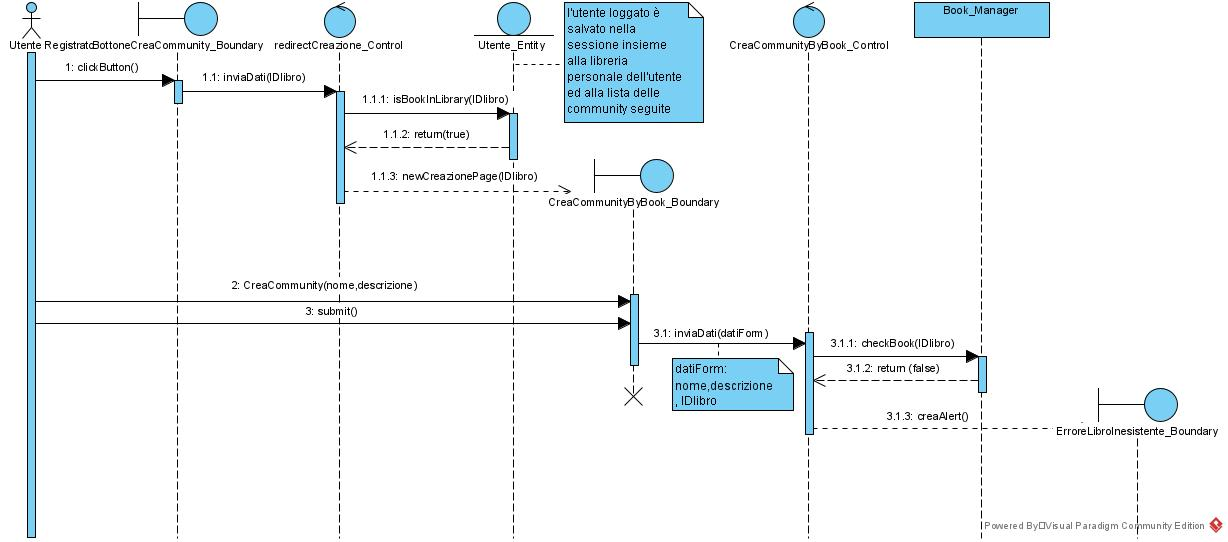 l'utente loggato è
salvato nella
sessione insieme
alla libreria
personale dell'utente
ed alla lista delle
community seguite
Book_Manager
Utente Registrato
BottoneCreaCommunity_Boundary
redirectCreazione_Control
Utente_Entity
CreaCommunityByBook_Control
1: clickButton()
1.1: inviaDati(IDlibro)
1.1.1: isBookInLibrary(IDlibro)
1.1.2: return(true)
1.1.3: newCreazionePage(IDlibro)
CreaCommunityByBook_Boundary
2: CreaCommunity(nome,descrizione)
3: submit()
3.1: inviaDati(datiForm)
3.1.1: checkBook(IDlibro)
datiForm:
nome,descrizione
, IDlibro
3.1.2: return (false)
3.1.3: creaAlert()
ErroreLibroInesistente_Boundary
Powered By Visual Paradigm Community Edition